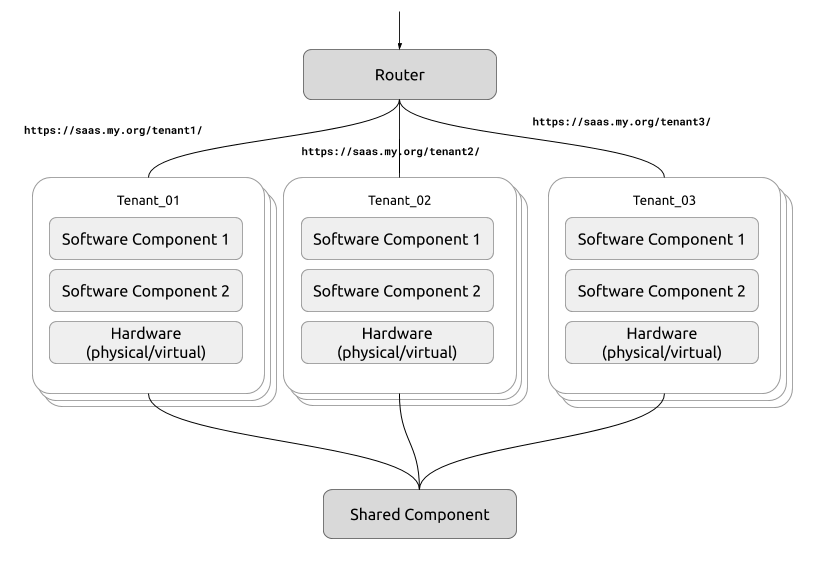 Router
https://saas.my.org/tenant1/
https://saas.my.org/tenant2/
https://saas.my.org/tenant3/
Tenant_01
Software Component 1
Software Component 2
Hardware
(physical/virtual)
Tenant_02
Software Component 1
Software Component 2
Hardware
(physical/virtual)
Tenant_03
Software Component 1
Software Component 2
Hardware
(physical/virtual)
Shared Component